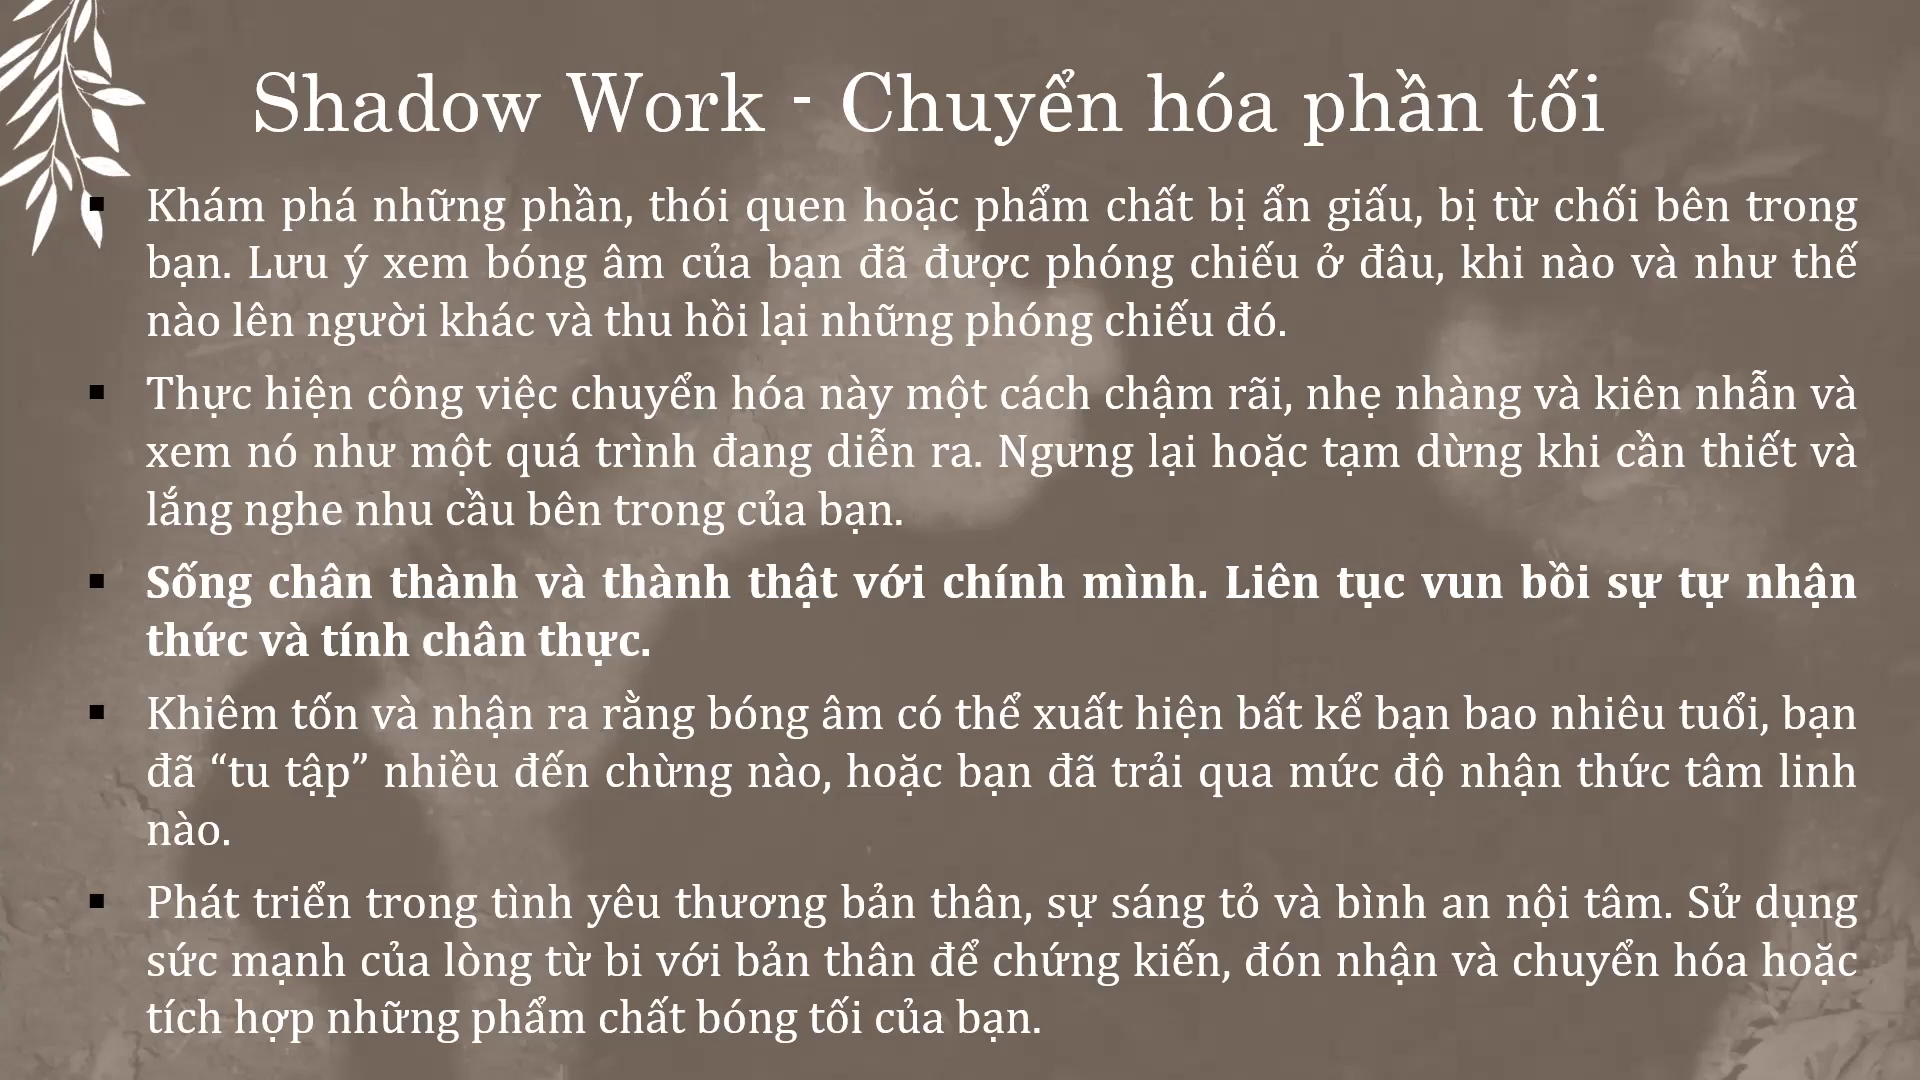 Shadow Work - Chuyển hóa phần tối
▪ Khám phá những phần, thói quen hoặc phẩm chất bị ẩn giấu, bị từ chối bên trong
bạn. Lưu ý xem bóng âm của bạn đã được phóng chiếu ở đâu, khi nào và như thế
nào lên người khác và thu hồi lại những phóng chiếu đó.
▪ Thực hiện công việc chuyển hóa này một cách chậm rãi, nhẹ nhàng và kiên nhẫn và
xem nó như một quá trình đang diễn ra. Ngưng lại hoặc tạm dừng khi cần thiết và
lắng nghe nhu cầu bên trong của bạn.
▪ Sống chân thành và thành thật với chính mình. Liên tục vun bồi sự tự nhận
thức và tính chân thực.
▪ Khiêm tốn và nhận ra rằng bóng âm có thể xuất hiện bất kể bạn bao nhiêu tuổi, bạn
đã “tu tập” nhiều đến chừng nào, hoặc bạn đã trải qua mức độ nhận thức tâm linh
nào.
▪ Phát triển trong tình yêu thương bản thân, sự sáng tỏ và bình an nội tâm. Sử dụng
sức mạnh của lòng từ bi với bản thân để chứng kiến, đón nhận và chuyển hóa hoặc
tích hợp những phẩm chất bóng tối của bạn.